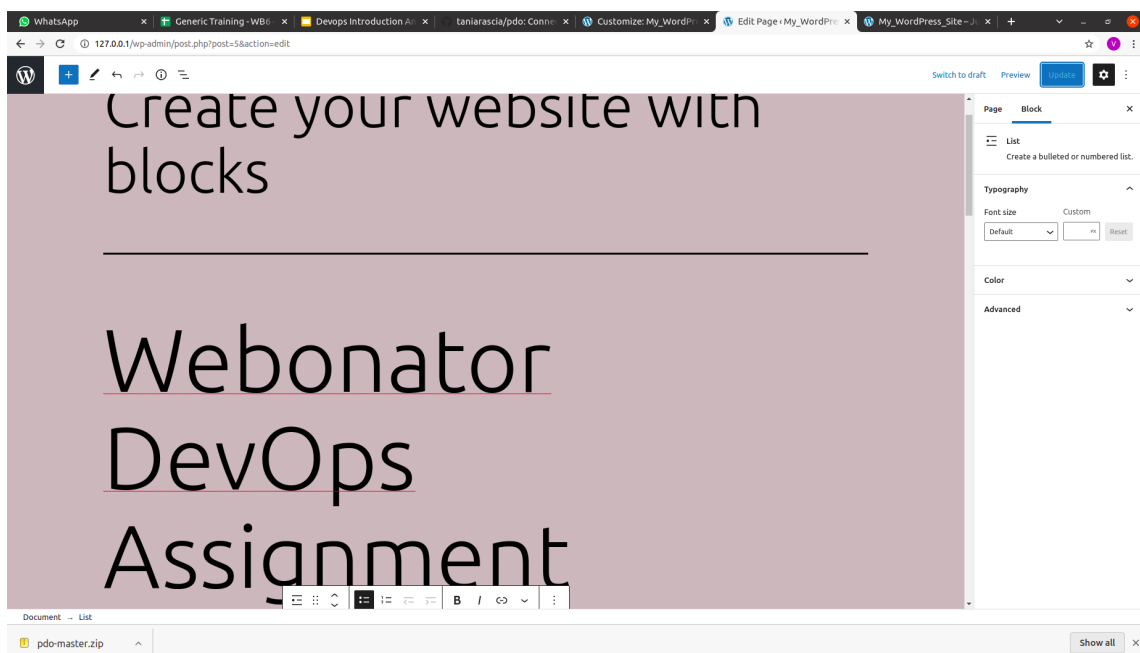 WhatsApp
Generic Training - WB6-
Devops Introduction An
taniarascia/pdo: Connec
Customize: My_WordPre
Edit Page ‹ My_WordPres
My_WordPress_Site – Ju
127.0.0.1/wp-admin/post.php?post=5&action=edit
V
Switch to draft Preview Update
Create your website with
blocks
Webonator
DevOps
Assignment
B I
Page Block
List
Create a bulleted or numbered list.
Typography
Font size Custom
Default PX Reset
Color
Advanced
Document → List
pdo-master.zip
Show all